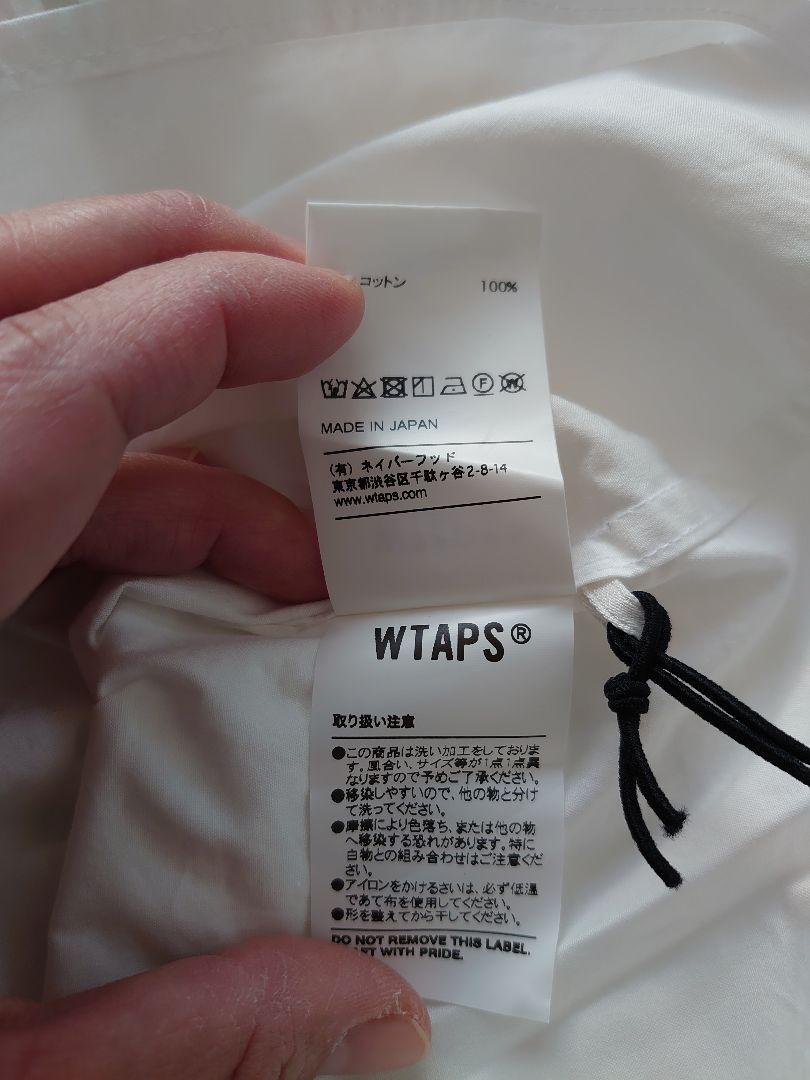 コットン 100%
MADE IN JAPAN
(有) ネイバーフッド
東京都渋谷区千駄ヶ谷2-8-14
www.wtaps.com
WTAPS®
取り扱い注意
●この商品は洗い加工をしておりま
す。風合い、サイズ等が1点1点異
なりますので予めご了承ください。
●移染しやすいので、他の物と分け
て洗ってください。
●摩擦により色落ち、または他の物
へ移染する恐れがあります。特に
白物との組み合わせはご注意くだ
さい。
●アイロンをかけるさいは、必ず低温
であて布を使用してください。
●形を整えてから干してください。
DO NOT REMOVE THIS LABEL.
WITH PRIDE.